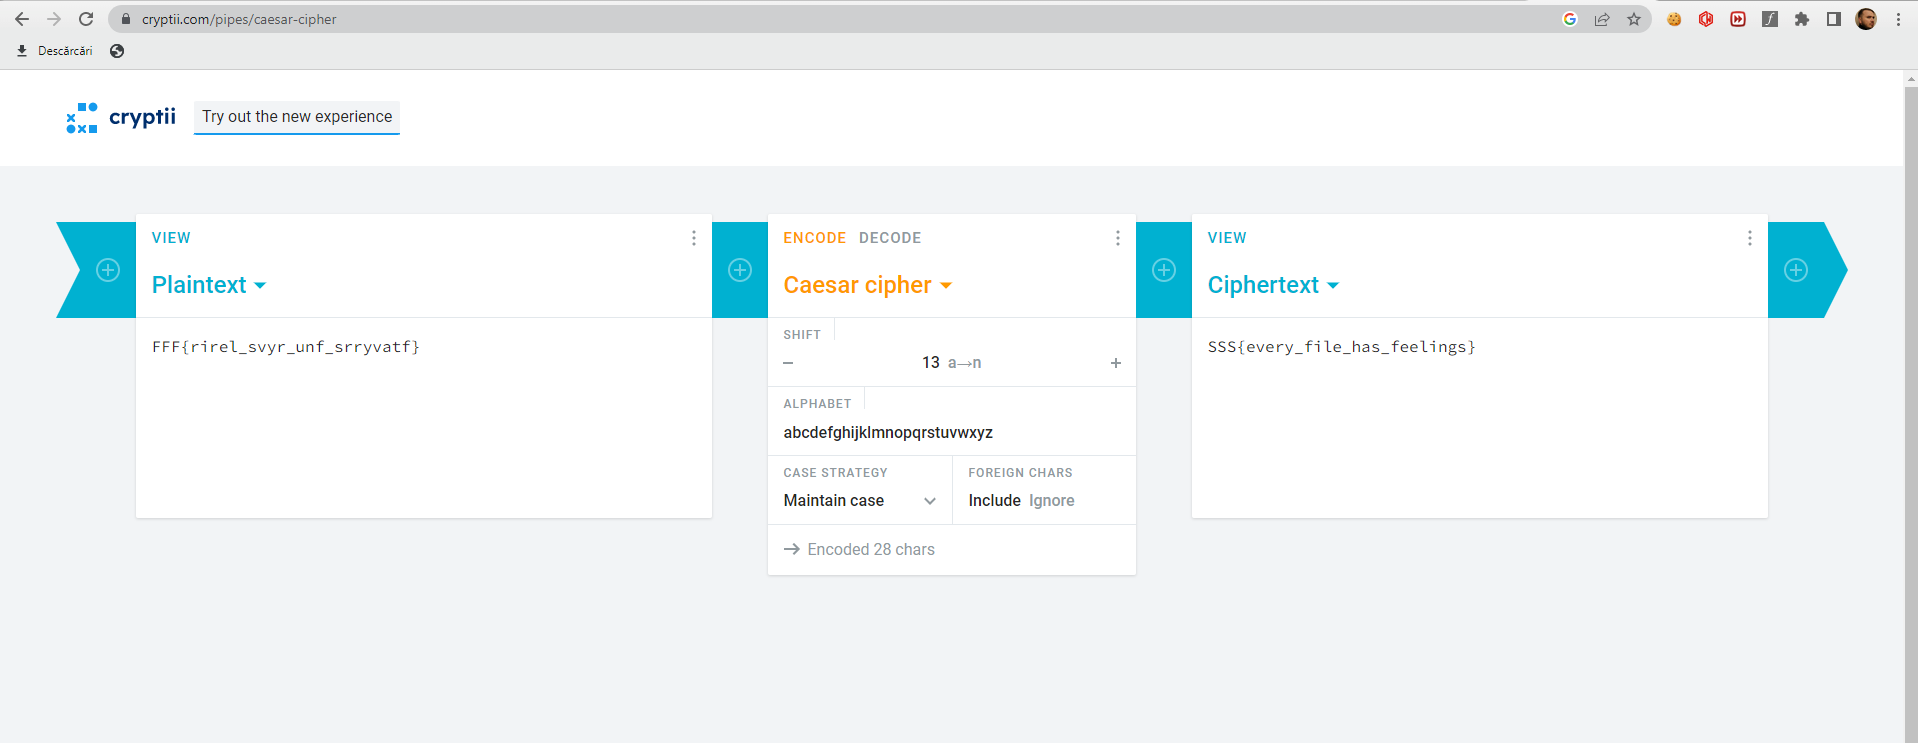 cryptii.com/pipes/caesar-cipher
Descărcări
cryptii
Try out the new experience
VIEW
Plaintext
FFF{rirel_svyr_unf_srryvatf}
ENCODE DECODE
Caesar cipher
SHIFT
− 13 a→n +
ALPHABET
abcdefghijklmnopqrstuvwxyz
CASE STRATEGY
Maintain case
FOREIGN CHARS
Include Ignore
→ Encoded 28 chars
VIEW
Ciphertext
SSS{every_file_has_feelings}